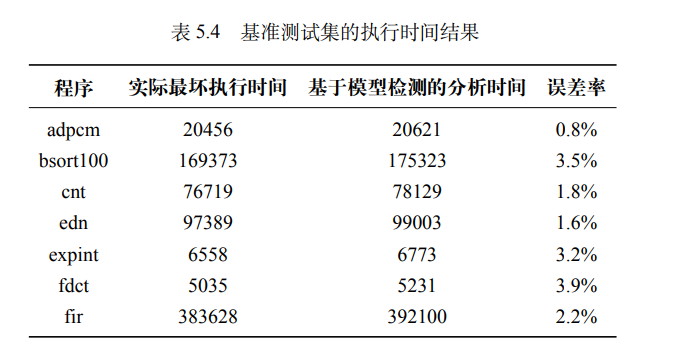 表 5.4 基准测试集的执行时间结果
程序 实际最坏执行时间 基于模型检测的分析时间 误差率
adpcm 20456 20621 0.8%
bsort100 169373 175323 3.5%
cnt 76719 78129 1.8%
edn 97389 99003 1.6%
expint 6558 6773 3.2%
fdct 5035 5231 3.9%
fir 383628 392100 2.2%